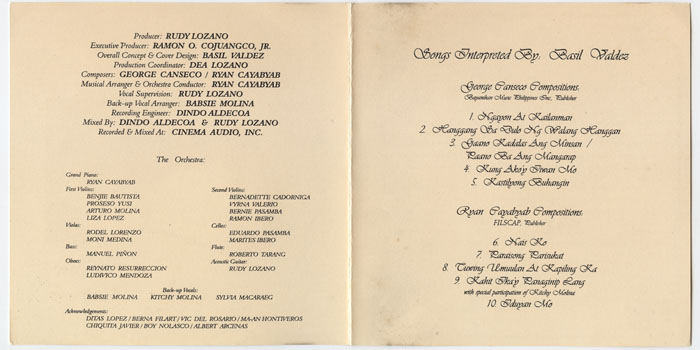 Producer: RUDY LOZANO
Executive Producer: RAMON O. COJUANGCO, JR.
Overall Concept & Cover Design: BASIL VALDEZ
Production Coordinator: DEA LOZANO
Composers: GEORGE CANSECO / RYAN CAYABYAB
Musical Arranger & Orchestra Conductor: RYAN CAYABYAB
Vocal Supervision: RUDY LOZANO
Back-up Vocal Arranger: BABSIE MOLINA
Recording Engineer: DINDO ALDECOA
Mixed By: DINDO ALDECOA & RUDY LOZANO
Recorded & Mixed At: CINEMA AUDIO, INC.
The Orchestra:
Grand Piano:
RYAN CAYABYAB
First Violins:
BENJIE BAUTISTA
PROSESO YUSI
ARTURO MOLINA
LIZA LOPEZ
Violas:
RODEL LORENZO
MONI MEDINA
Bass:
MANUEL PIÑON
Oboes:
REYNATO RESURRECCION
LUDIVICO MENDOZA
Second Violins:
BERNADETTE CADORNIGA
VYRNA VALERIO
BERNIE PASAMBA
RAMON IBERO
Cellos:
EDUARDO PASAMBA
MARITES IBERO
Flute:
ROBERTO TARANG
Acoustic Guitar:
RUDY LOZANO
Back-up Vocals:
BABSIE MOLINA KITCHY MOLINA SYLVIA MACARAEG
Acknowledgements:
DITAS LOPEZ / BERNA FILART / VIC DEL ROSARIO / MA-AN HONTIVEROS
CHIQUITA JAVIER / BOY NOLASCO / ALBERT ARCENAS
Songs Interpreted By: Basil Valdez
George Canseco Compositions:
Bayanihan Music Philippines Inc., Publisher
1. Ngayon At Kailanman
2. Hanggang Sa Dulo Ng Walang Hanggan
3. Gaano Kadalas Ang Minsan /
Paano Ba Ang Mangarap
4. Kung Ako'y Iiwan Mo
5. Kastilyong Buhangin
Ryan Cayabyab Compositions:
FILSCAP, Publisher
6. Nais Ko
7. Paraisong Parisukat
8. Tuwing Umuulan At Kapiling Ka
9. Kahit Ika'y Panaginip Lang
with special participation of Kitchy Molina
10. Iduyan Mo